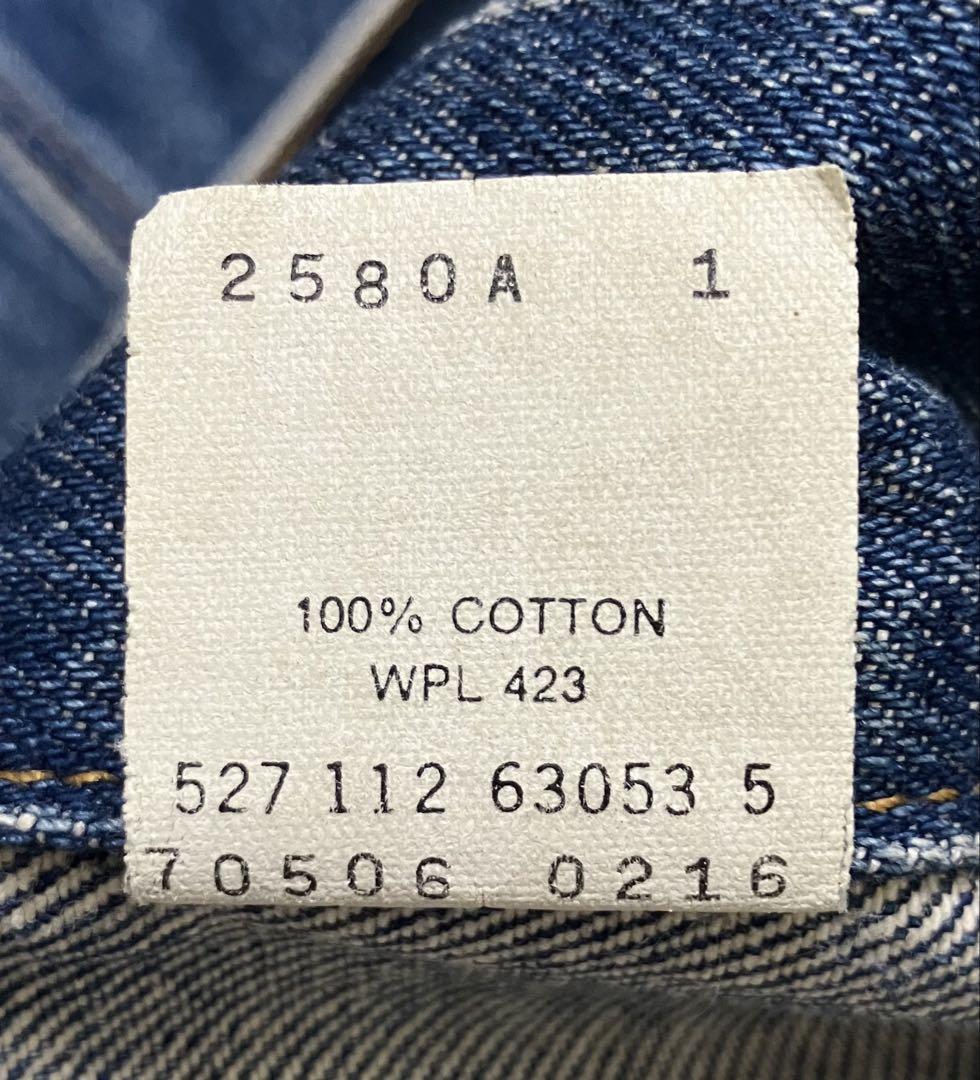 2580A 1
100% COTTON
WPL 423
527 112 63053 5
70506 0216